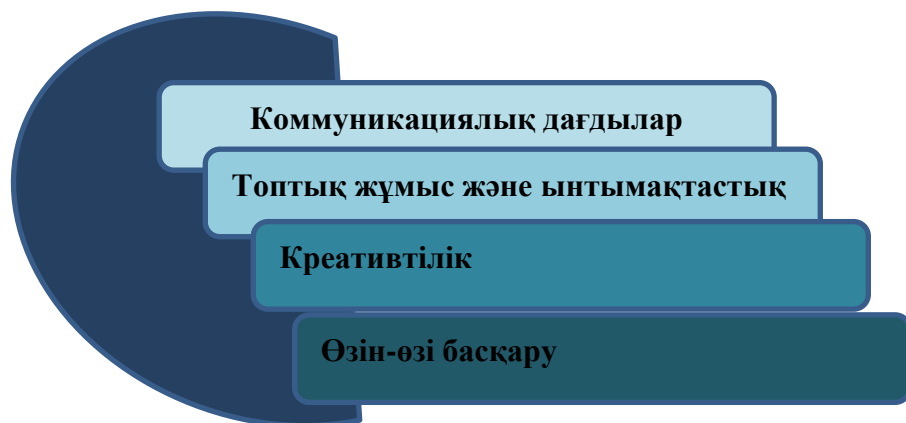 Коммуникациялық дағдылар
Топтық жұмыс және ынтымақтастық
Креативтілік
Өзін-өзі басқару